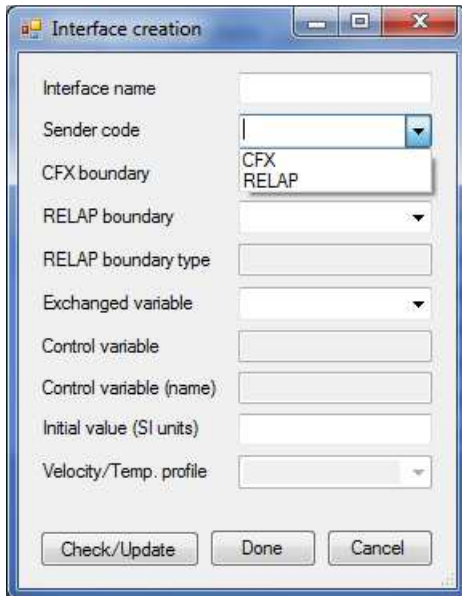 Interface creation
Interface name
Sender code
CFX
RELAP
CFX boundary
RELAP boundary
RELAP boundary type
Exchanged variable
Control variable
Control variable (name)
Initial value (SI units)
Velocity/Temp. profile
Check/Update Done Cancel